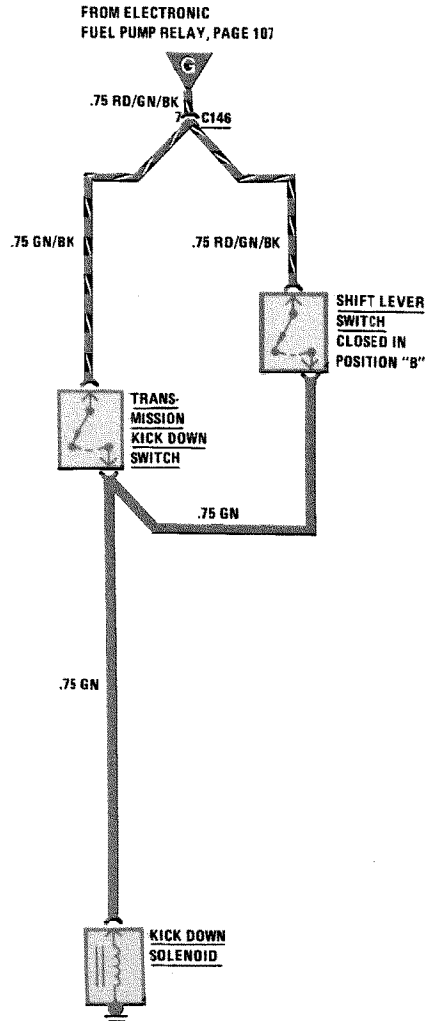 FROM ELECTRONIC
FUEL PUMP RELAY, PAGE 107
G
.75 RD/GN/BK
7 C146
.75 GN/BK
.75 RD/GN/BK
SHIFT LEVER
SWITCH
CLOSED IN
POSITION "B"
TRANS-
MISSION
KICK DOWN
SWITCH
.75 GN
.75 GN
KICK DOWN
SOLENOID